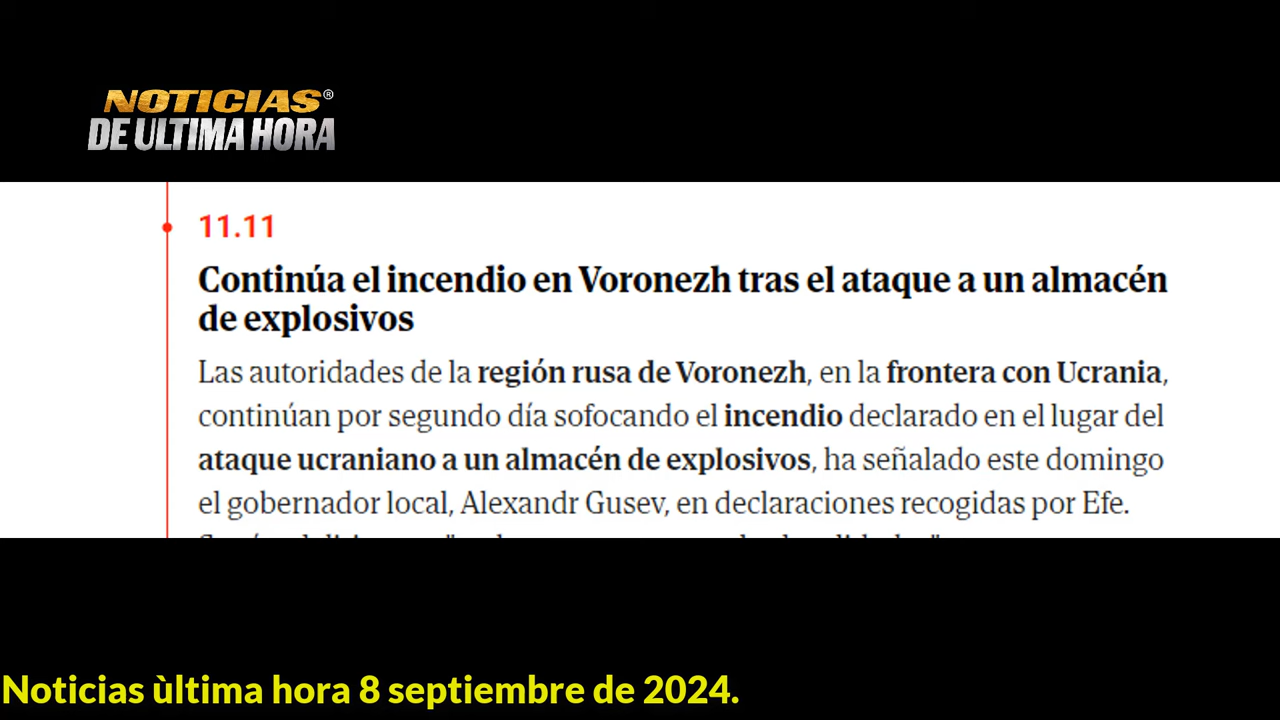 NOTICIAS®
DE ULTIMA HORA
11.11
Continúa el incendio en Voronezh tras el ataque a un almacén
de explosivos
Las autoridades de la región rusa de Voronezh, en la frontera con Ucrania,
continúan por segundo día sofocando el incendio declarado en el lugar del
ataque ucraniano a un almacén de explosivos, ha señalado este domingo
el gobernador local, Alexandr Gusev, en declaraciones recogidas por Efe.
Noticias ùltima hora 8 septiembre de 2024.